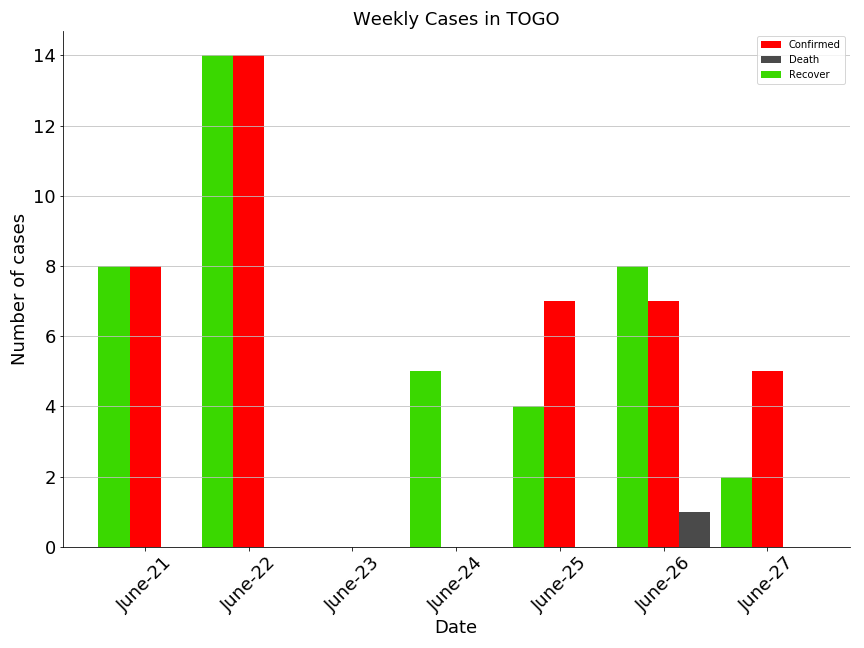 Weekly Cases in TOGO
Confirmed
Death
Recover
Number of cases
14
12
10
8
6
4
2
0
June-21
June-22
June-23
June-24
June-25
June-26
June-27
Date